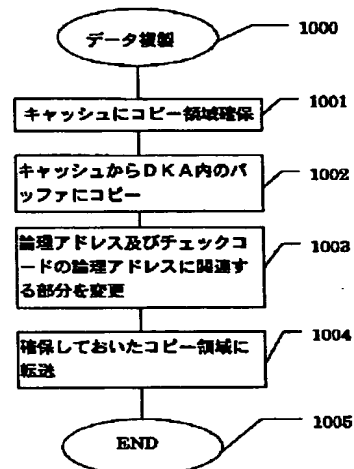 データ複製
1000
キャッシュにコピー領域確保
1001
キャッシュからDKA内のバ
ッファにコピー
1002
論理アドレス及びチェックコ
ードの論理アドレスに関連す
る部分を変更
1003
確保しておいたコピー領域に
転送
1004
END
1005